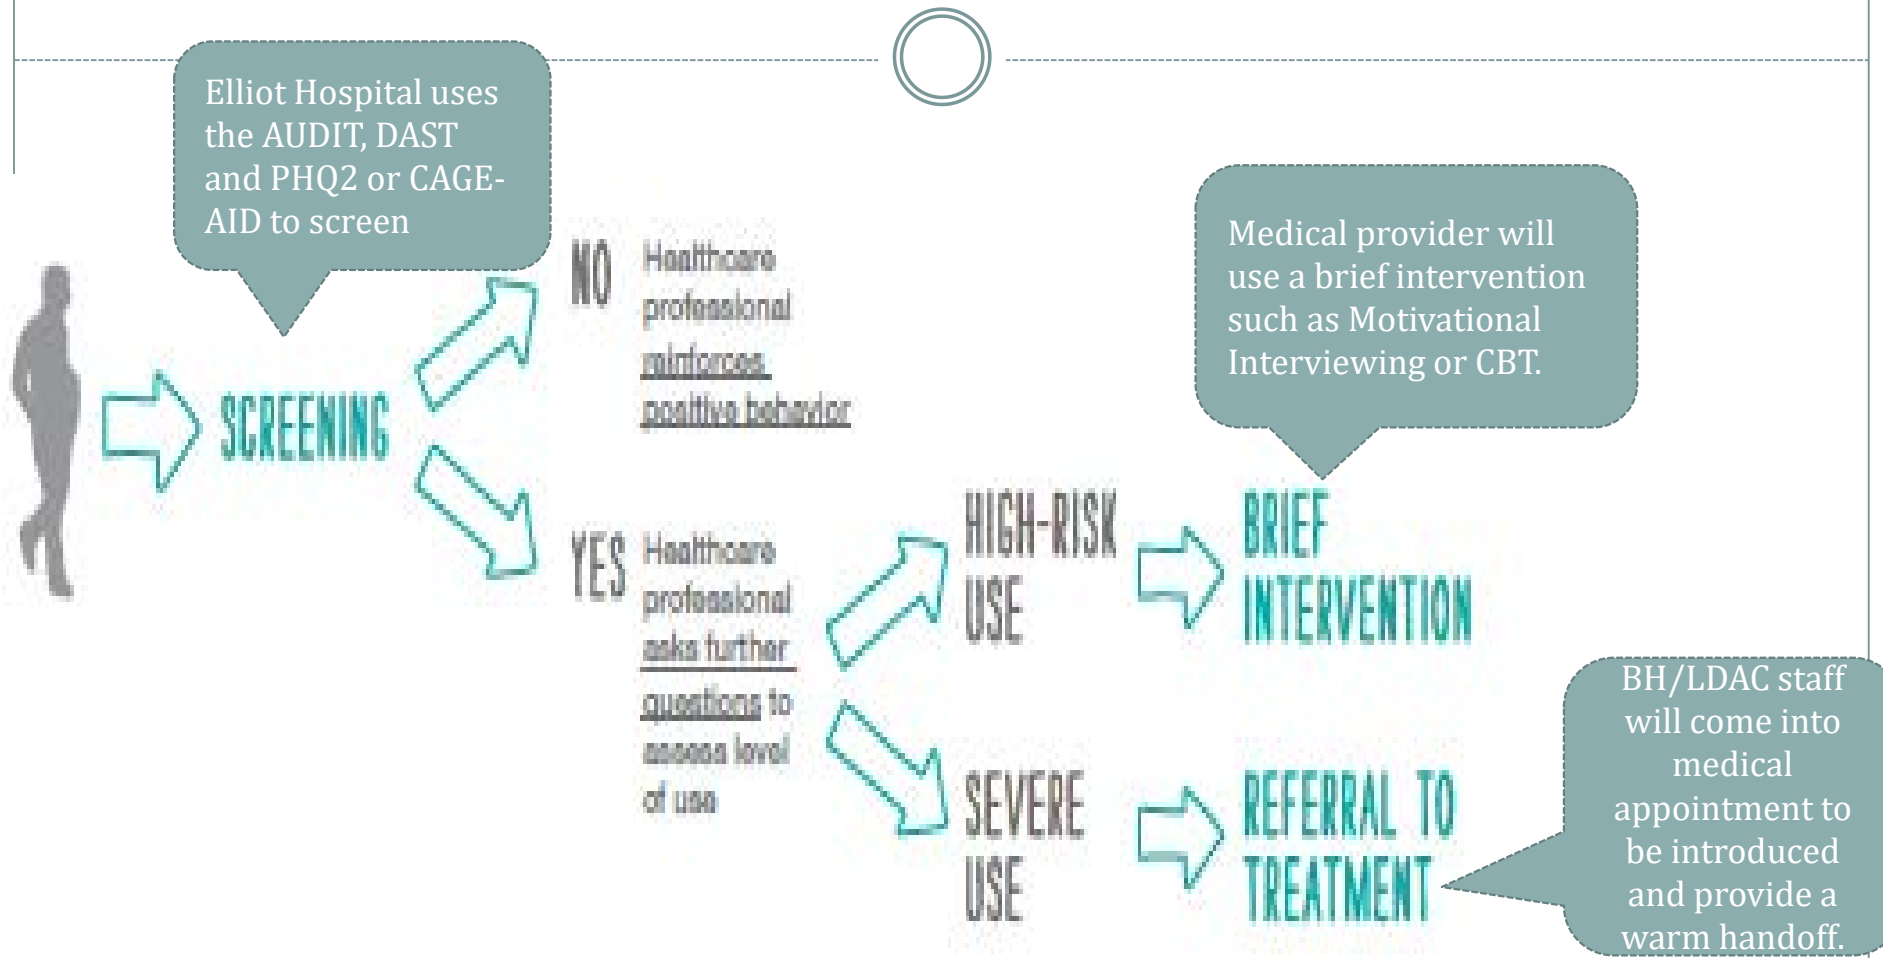 Elliot Hospital uses
the AUDIT, DAST
and PHQ2 or CAGE-
AID to screen
SCREENING
NO
Healthcare
professional
reinforces
positive behavior
YES
Healthcare
professional
asks further
questions to
assess level
of use
HIGH-RISK
USE
Medical provider will
use a brief intervention
such as Motivational
Interviewing or CBT.
BRIEF
INTERVENTION
SEVERE
USE
REFERRAL TO
TREATMENT
BH/LDAC staff
will come into
medical
appointment to
be introduced
and provide a
warm handoff.